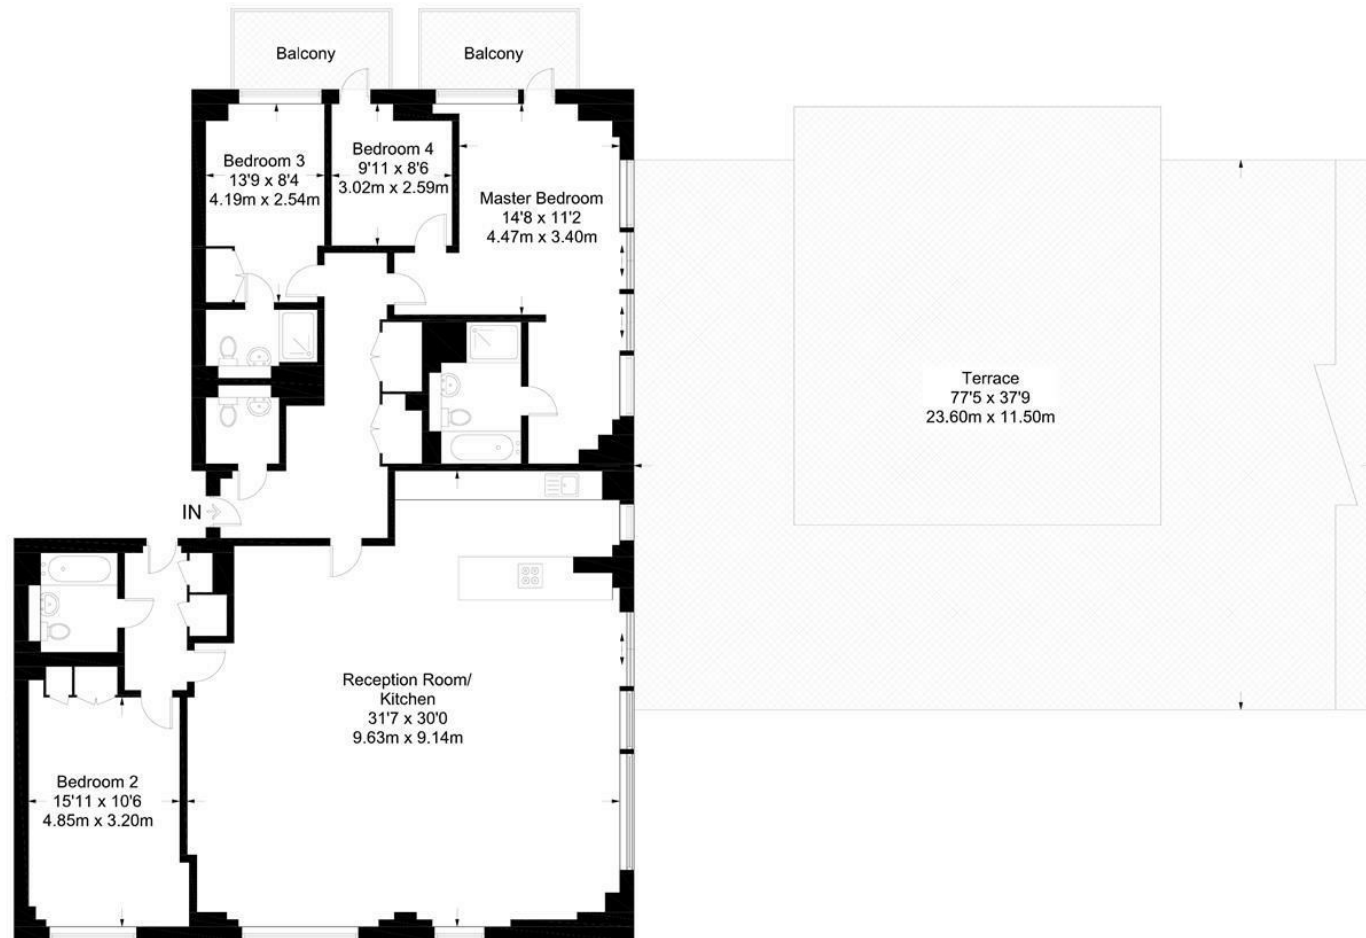 Balcony
Balcony
Bedroom 3
13'9 x 8'4
4.19m x 2.54m
Bedroom 4
9'11 x 8'6
3.02m x 2.59m
Master Bedroom
14'8 x 11'2
4.47m x 3.40m
Terrace
77'5 x 37'9
23.60m x 11.50m
IN
Reception Room/
Kitchen
31'7 x 30'0
9.63m x 9.14m
Bedroom 2
15'11 x 10'6
4.85m x 3.20m